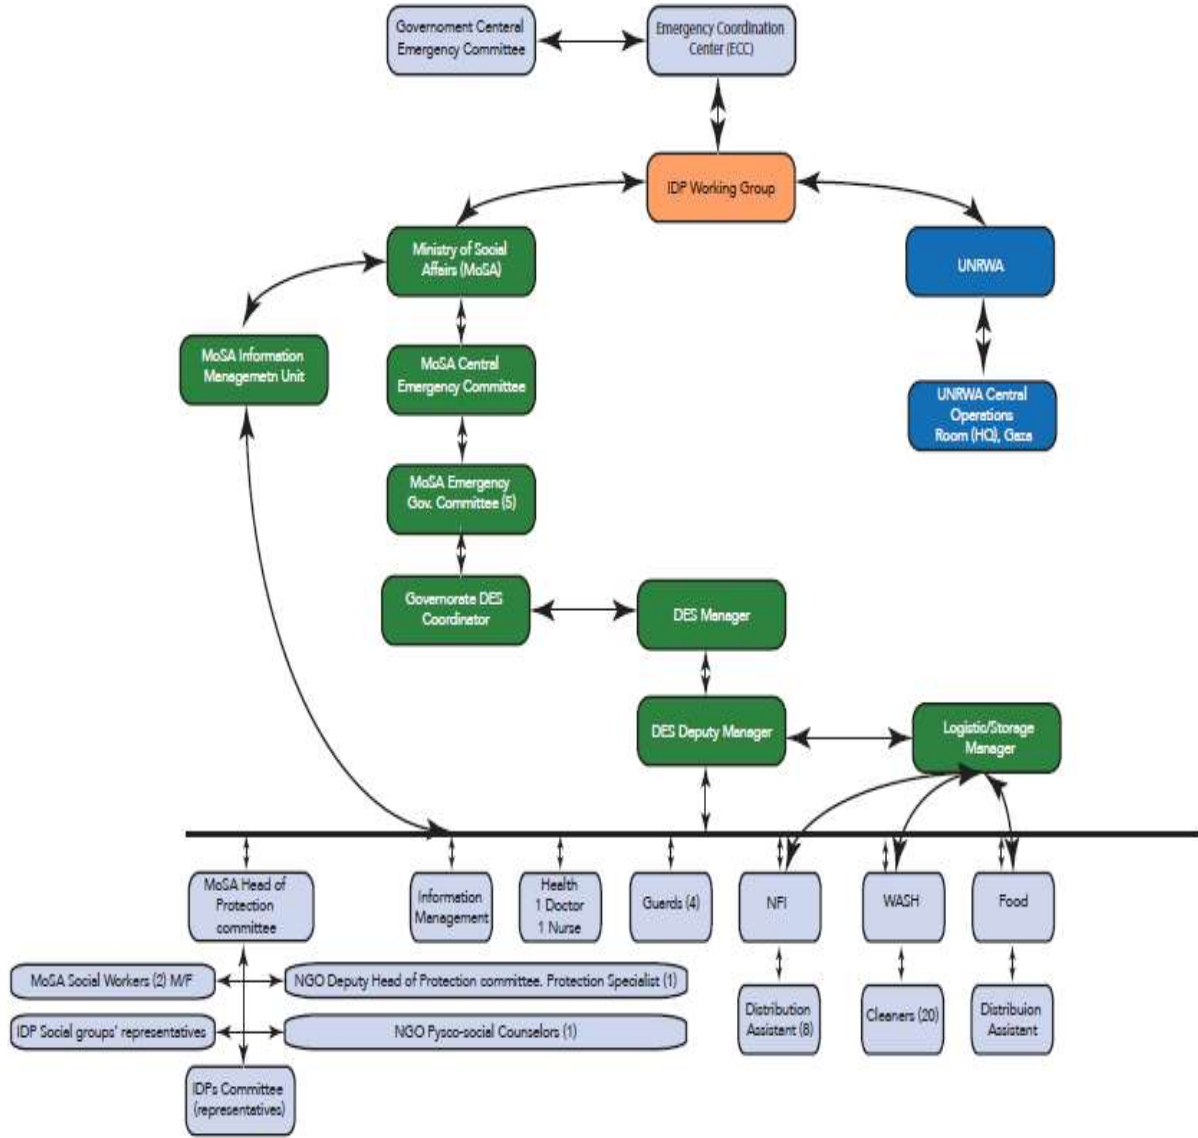 Governoment Centeral
Emergency Committee
Emergency Coordination
Center (ECC)
IDP Working Group
Ministry of Social
Affairs (MoSA)
UNRWA
MoSA Information
Managemetn Unit
MoSA Central
Emergency Committee
UNRWA Central
Operations
Room (HQ), Gaza
MoSA Emergency
Gov. Committee (5)
Governorate DES
Coordinator
DES Manager
DES Deputy Manager
Logistic/Storage
Manager
MoSA Head of
Protection
committee
Information
Management
Health
1 Doctor
1 Nurse
Guards (4)
NFI
WASH
Food
MoSA Social Workers (2) M/F
NGO Deputy Head of Protection committee. Protection Specialist (1)
IDP Social groups' representatives
NGO Pysco-social Counselors (1)
Distribution
Assistant (8)
Cleaners (20)
Distribuion
Assistant
IDPs Committee
(representatives)